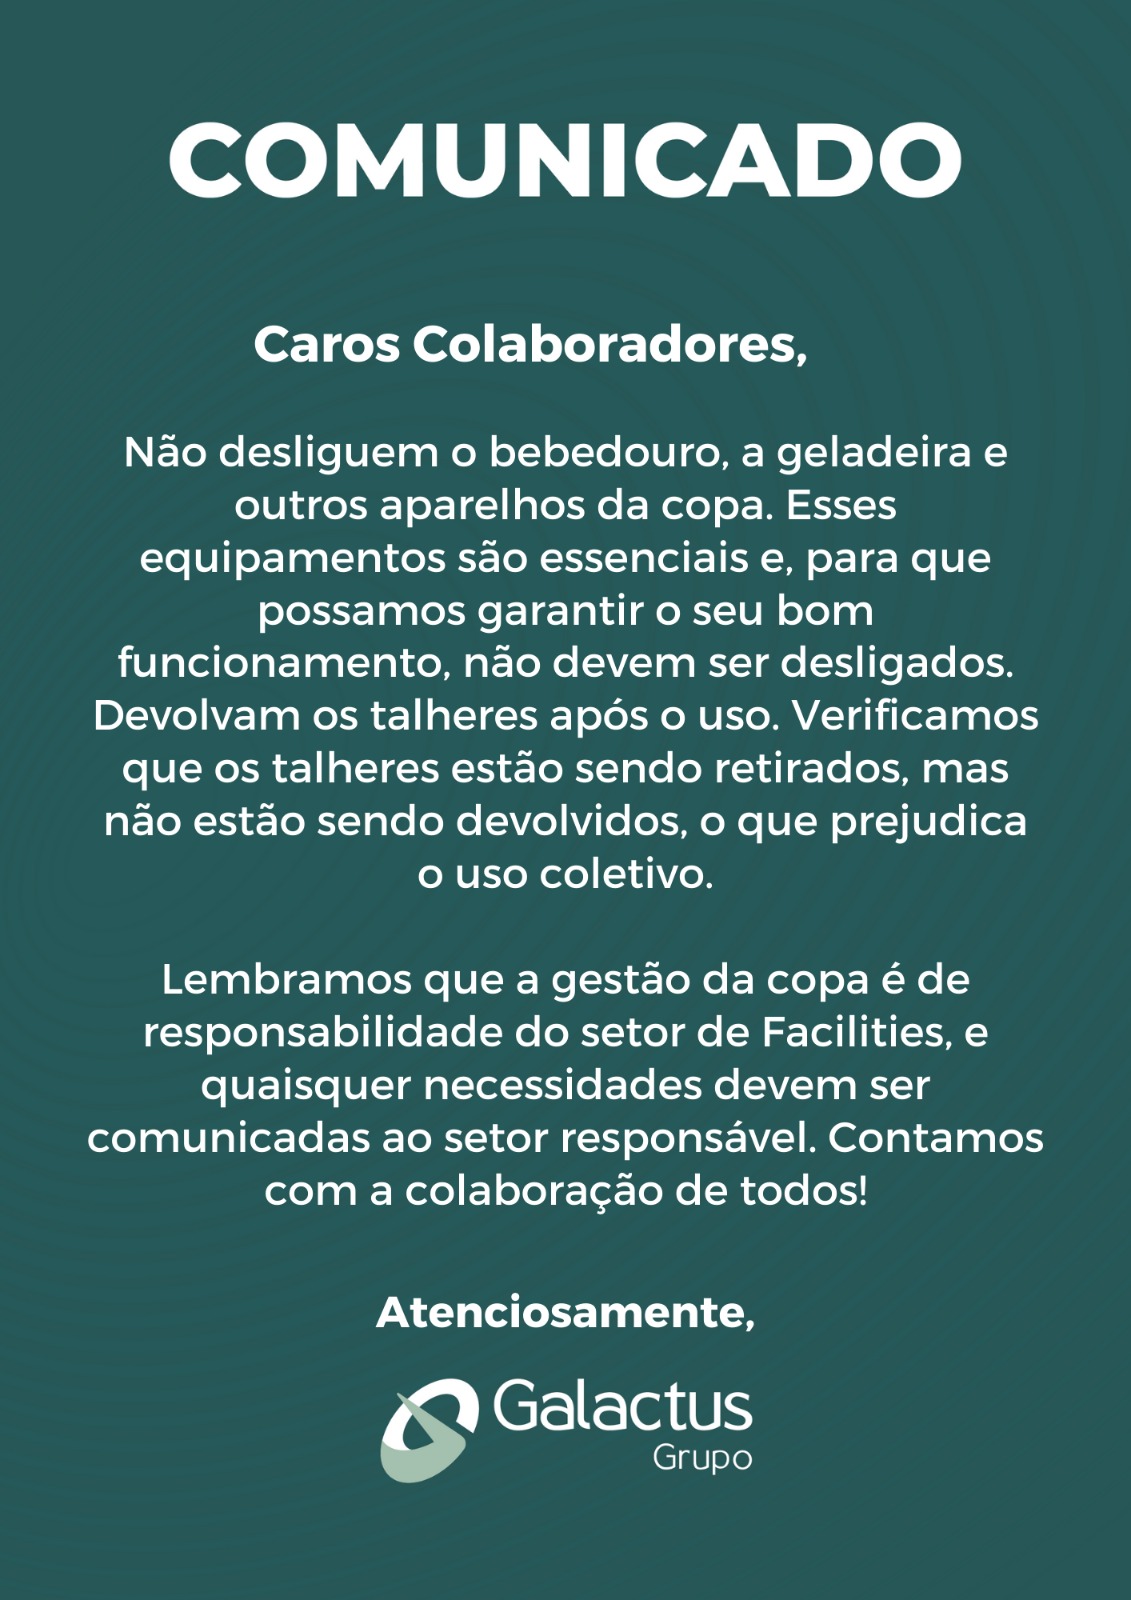 COMUNICADO
Caros Colaboradores,
Não desliguem o bebedouro, a geladeira e
outros aparelhos da copa. Esses
equipamentos são essenciais e, para que
possamos garantir o seu bom
funcionamento, não devem ser desligados.
Devolvam os talheres após o uso. Verificamos
que os talheres estão sendo retirados, mas
não estão sendo devolvidos, o que prejudica
o uso coletivo.
Lembramos que a gestão da copa é de
responsabilidade do setor de Facilities, e
quaisquer necessidades devem ser
comunicadas ao setor responsável. Contamos
com a colaboração de todos!
Atenciosamente,
Galactus
Grupo